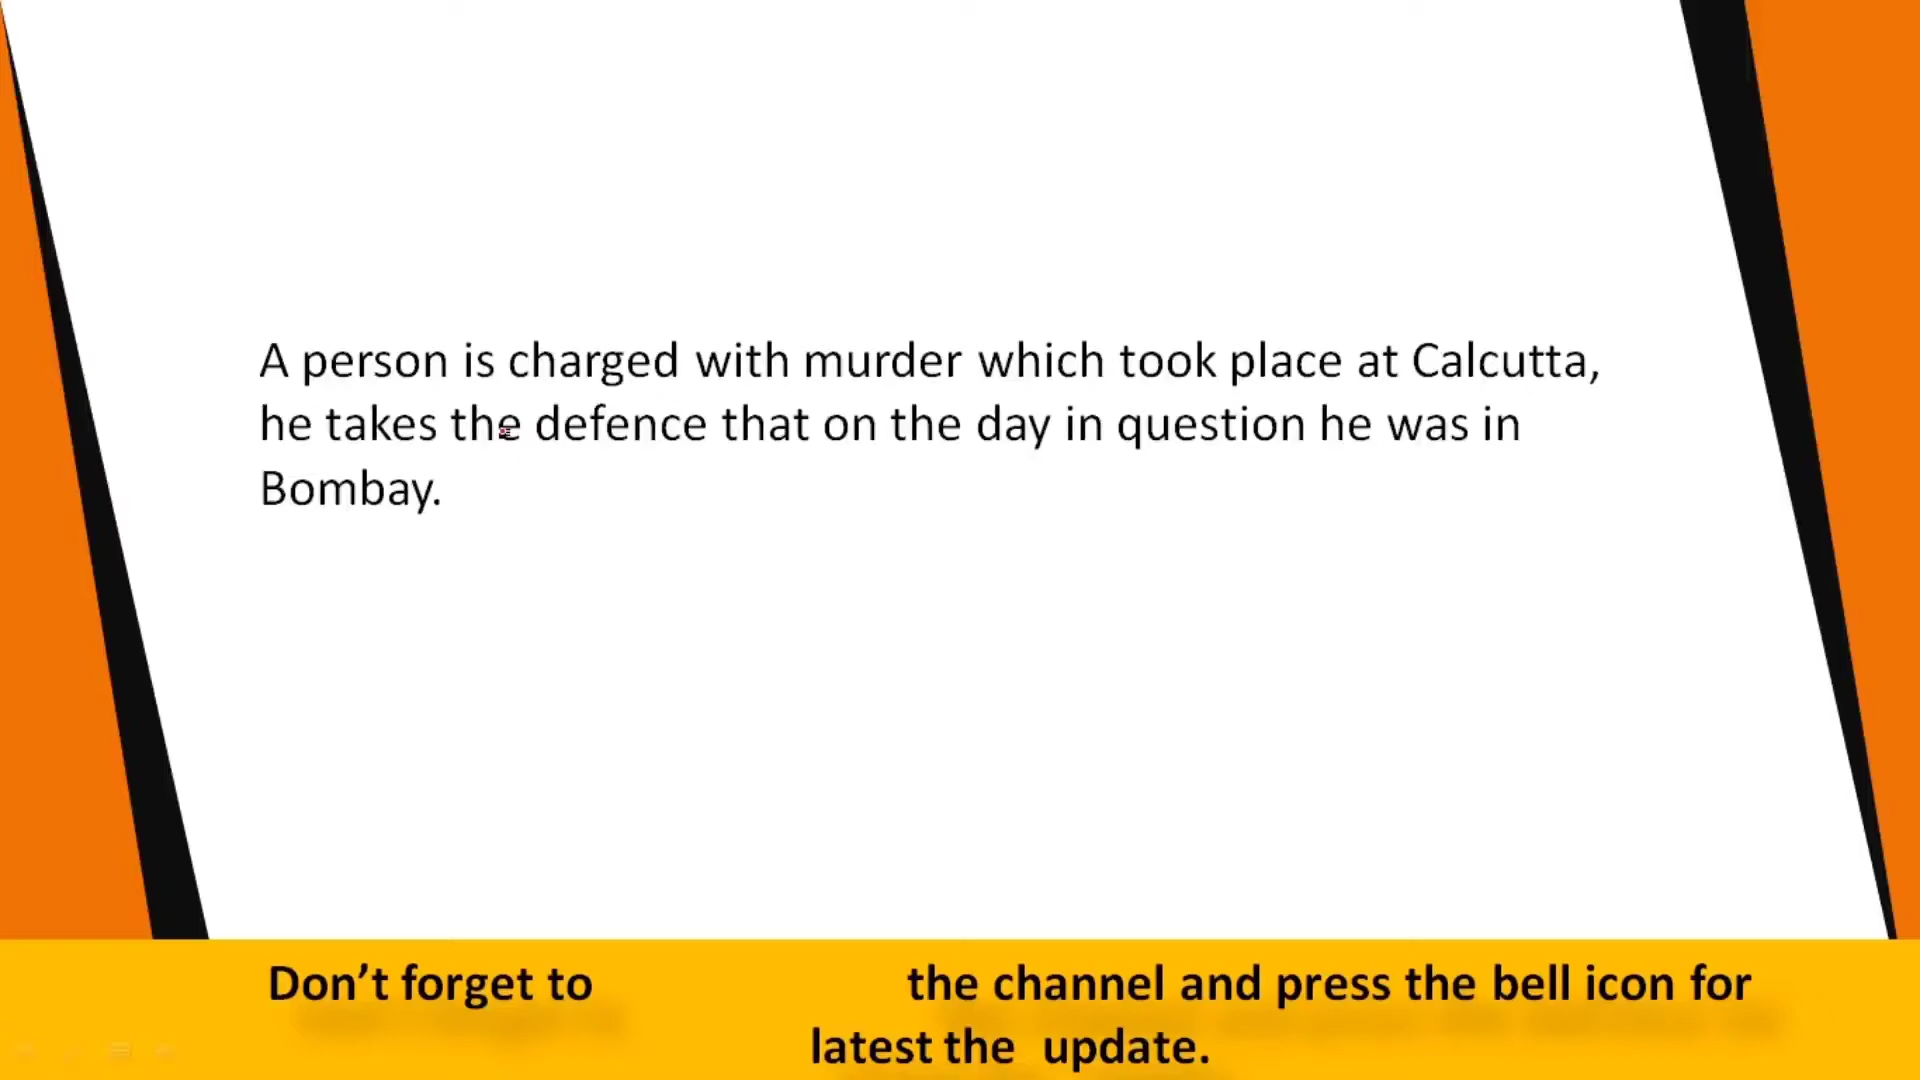 A person is charged with murder which took place at Calcutta,
he takes the defence that on the day in question he was in
Bombay.
Don’t forget to the channel and press the bell icon for
latest the update.